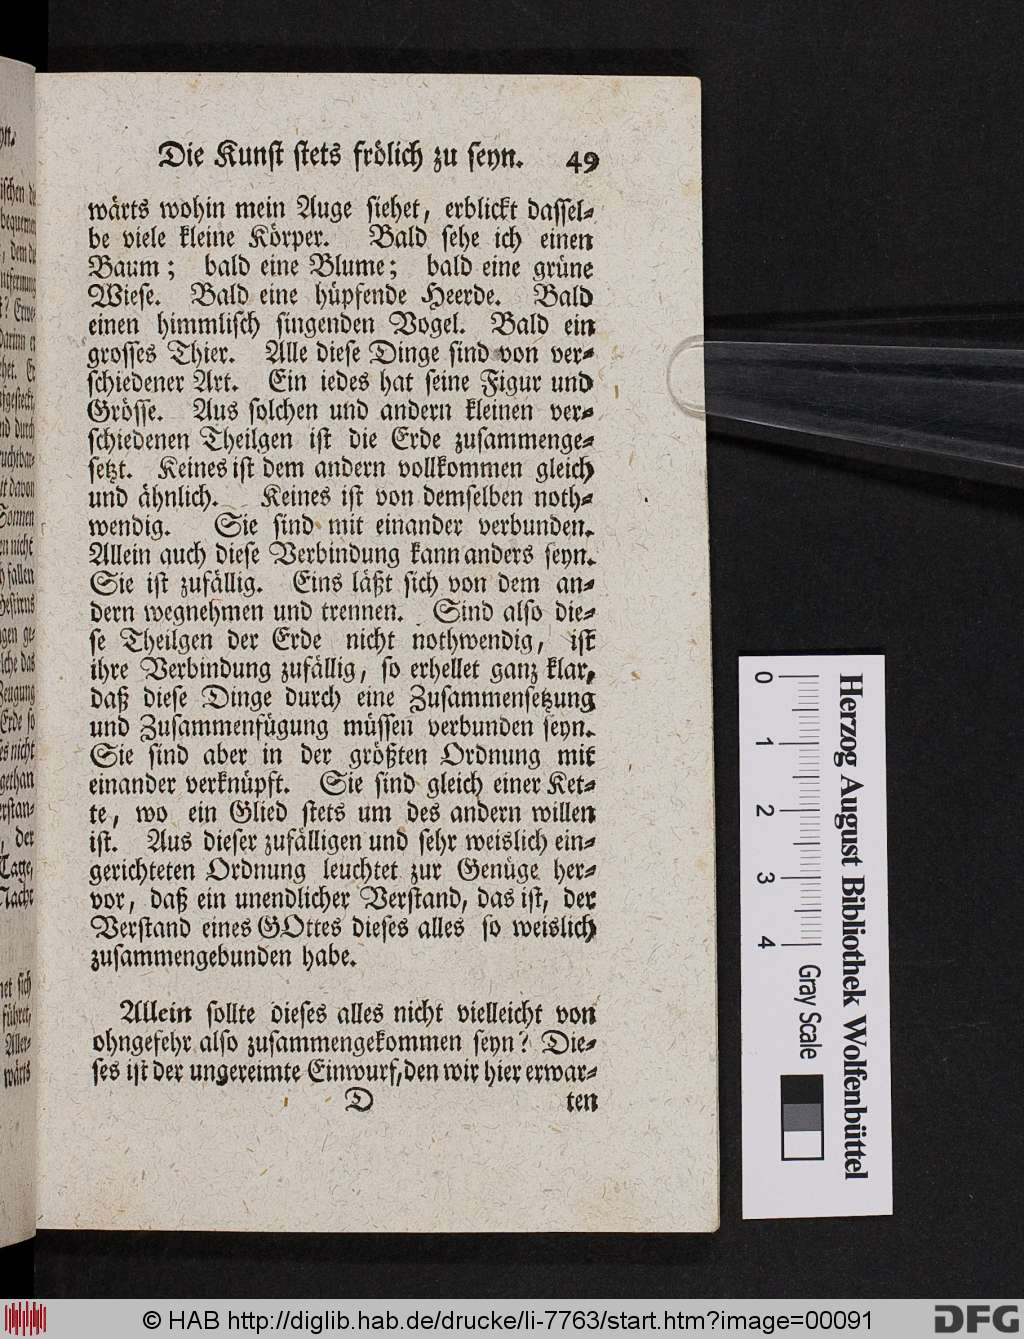 Die Kunst stets frölich zu seyn. 49
wärts wohin mein Auge siehet, erblickt dassel-
be viele kleine Körper. Bald sehe ich einen
Baum; bald eine Blume; bald eine grüne
Wiese. Bald eine hüpfende Heerde. Bald
einen himmlisch singenden Vogel. Bald ein
grosses Thier. Alle diese Dinge sind von ver-
schiedener Art. Ein iedes hat seine Figur und
Grösse. Aus solchen und andern kleinen ver-
schiedenen Theilgen ist die Erde zusammenge-
setzt. Keines ist dem andern vollkommen gleich
und ähnlich. Keines ist von demselben noth-
wendig. Sie sind mit einander verbunden.
Allein auch diese Verbindung kann anders seyn.
Sie ist zufällig. Eins läßt sich von dem an-
dern wegnehmen und trennen. Sind also die-
se Theilgen der Erde nicht nothwendig, ist
ihre Verbindung zufällig, so erhellet ganz klar,
daß diese Dinge durch eine Zusammensetzung
und Zusammenfügung müssen verbunden seyn.
Sie sind aber in der größten Ordnung mit
einander verknüpft. Sie sind gleich einer Ket-
te, wo ein Glied stets um des andern willen
ist. Aus dieser zufälligen und sehr weislich ein-
gerichteten Ordnung leuchtet zur Genüge her-
vor, daß ein unendlicher Verstand, das ist, der
Verstand eines GOttes dieses alles so weislich
zusammengebunden habe.
Allein sollte dieses alles nicht vielleicht von
ohngefehr also zusammengekommen seyn? Die-
ses ist der ungereimte Einwurf, den wir hier erwar-
D ten
0 1 2 3 4
Gray Scale
Herzog August Bibliothek Wolfenbüttel
© HAB http://diglib.hab.de/drucke/li-7763/start.htm?image=00091
DFG